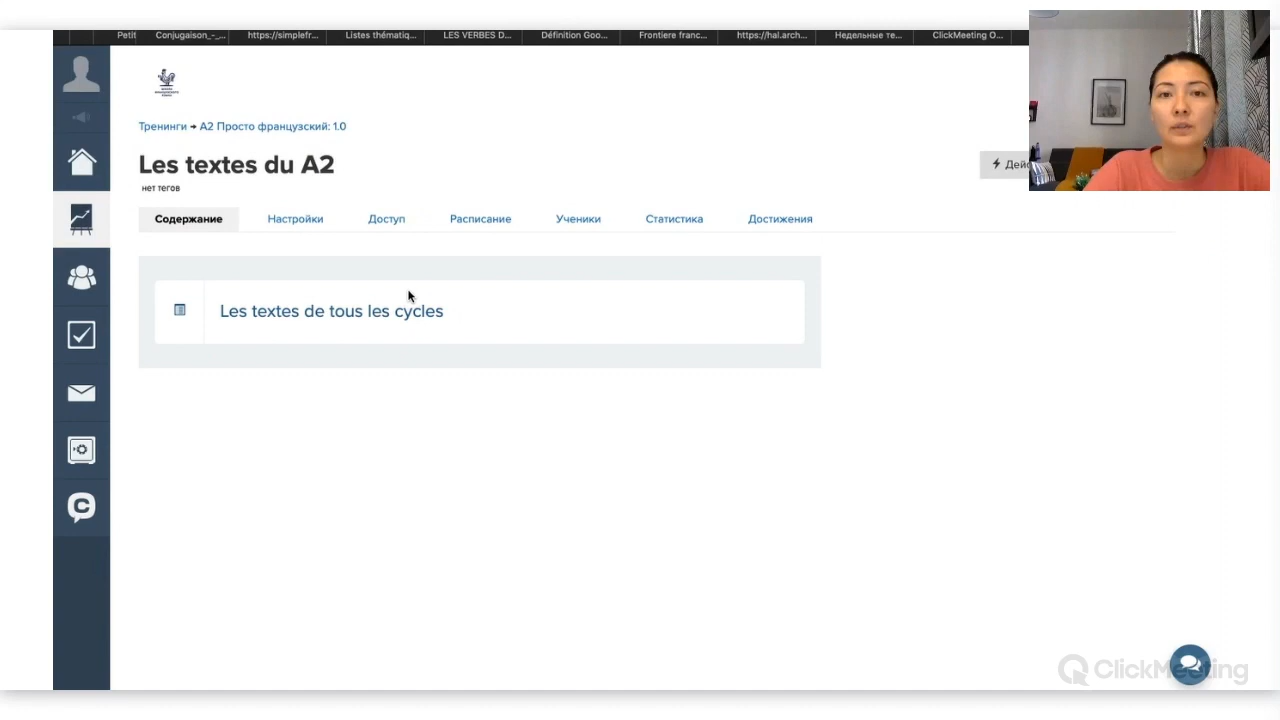 Petit Conjugaison_-_... https://simplefr... Listes thématiq... LES VERBES D... Définition Goo... Frontiere franc... https://hal.arch... Недельные те... ClickMeeting O...
Тренинги → А2 Просто французский: 1.0
Les textes du A2
нет тегов
Дей
Содержание Настройки Доступ Расписание Ученики Статистика Достижения
Les textes de tous les cycles
ClickMeeting